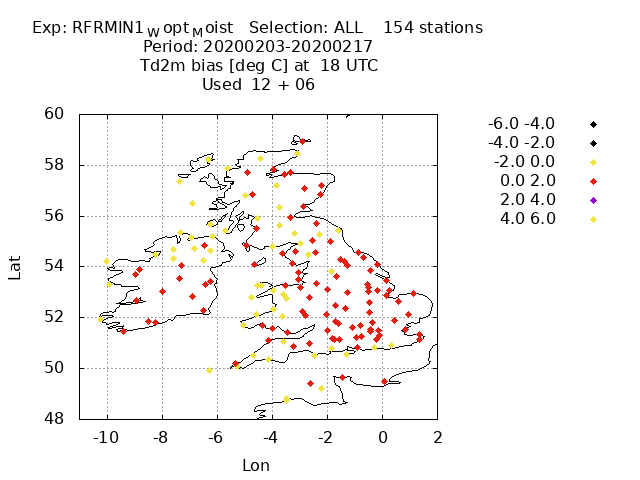 Exp: RFRMIN1WoptMoist Selection: ALL 154 stations
Period: 20200203-20200217
Td2m bias [deg C] at 18 UTC
Used 12 + 06
60
58
56
54
52
50
48
-10 -8 -6 -4 -2 0 2
Lat
Lon
-6.0 -4.0
-4.0 -2.0
-2.0 0.0
0.0 2.0
2.0 4.0
4.0 6.0